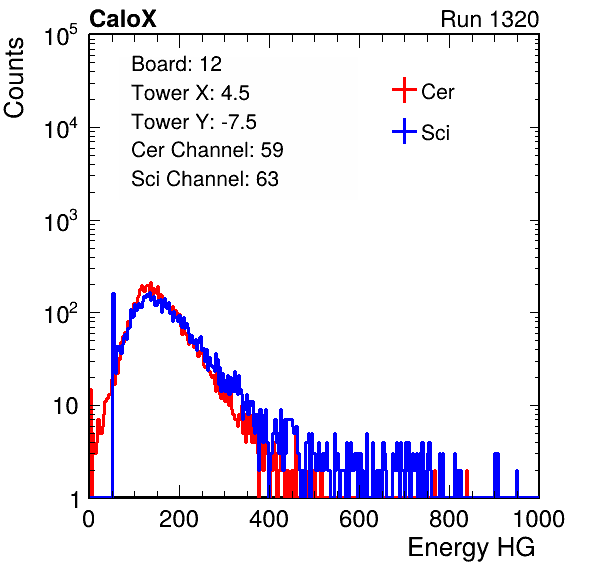 CaloX Run 1320
Counts
10^5
10^4
10^3
10^2
10
1
Board: 12
Tower X: 4.5
Tower Y: -7.5
Cer Channel: 59
Sci Channel: 63
Cer
Sci
0 200 400 600 800 1000
Energy HG